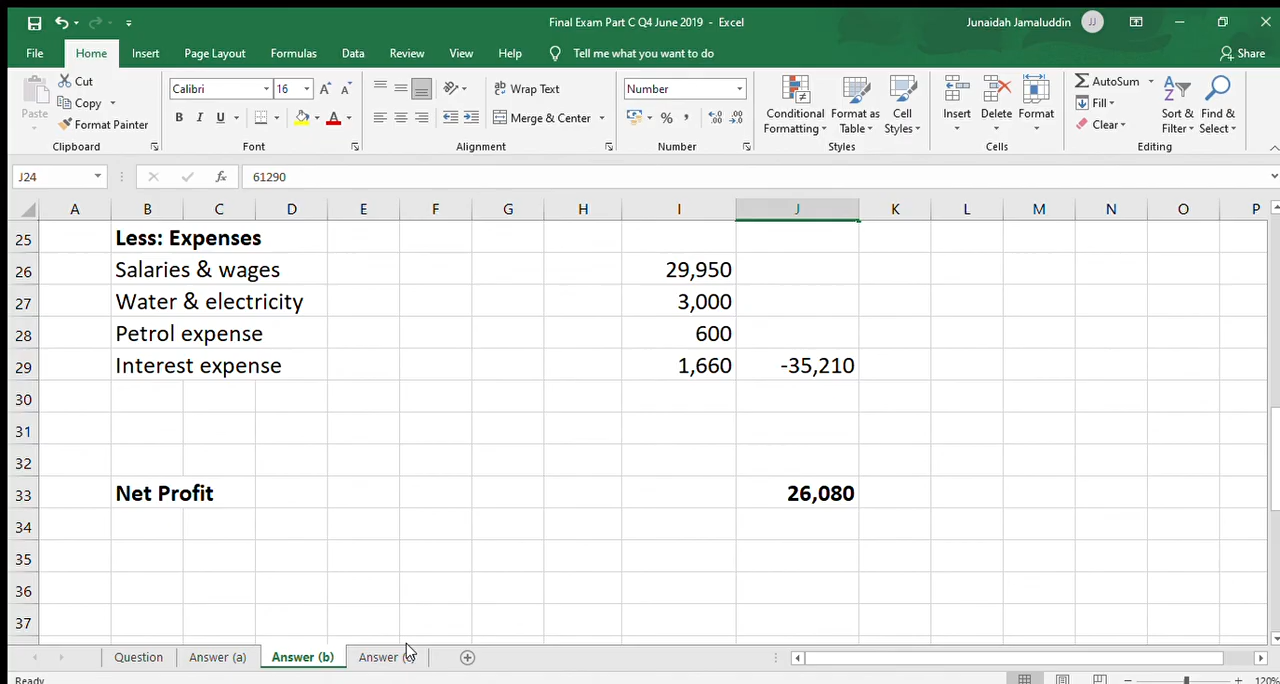 Final Exam Part C Q4 June 2019 - Excel
Junaidah Jamaluddin
JJ
File Home Insert Page Layout Formulas Data Review View Help Tell me what you want to do Share
Paste
Cut
Copy
Format Painter
Clipboard
Calibri 16 A A
B I U A
Font
Wrap Text
Merge & Center
Alignment
Number
% ,
Number
Conditional Formatting
Format as Table
Cell Styles
Styles
Insert Delete Format
Cells
AutoSum
Fill
Clear
Sort & Filter
Find & Select
Editing
J24 fx 61290
A B C D E F G H I J K L M N O P
25 Less: Expenses
26 Salaries & wages 29,950
27 Water & electricity 3,000
28 Petrol expense 600
29 Interest expense 1,660 -35,210
30
31
32
33 Net Profit 26,080
34
35
36
37
Question Answer (a) Answer (b) Answer
Ready 120%